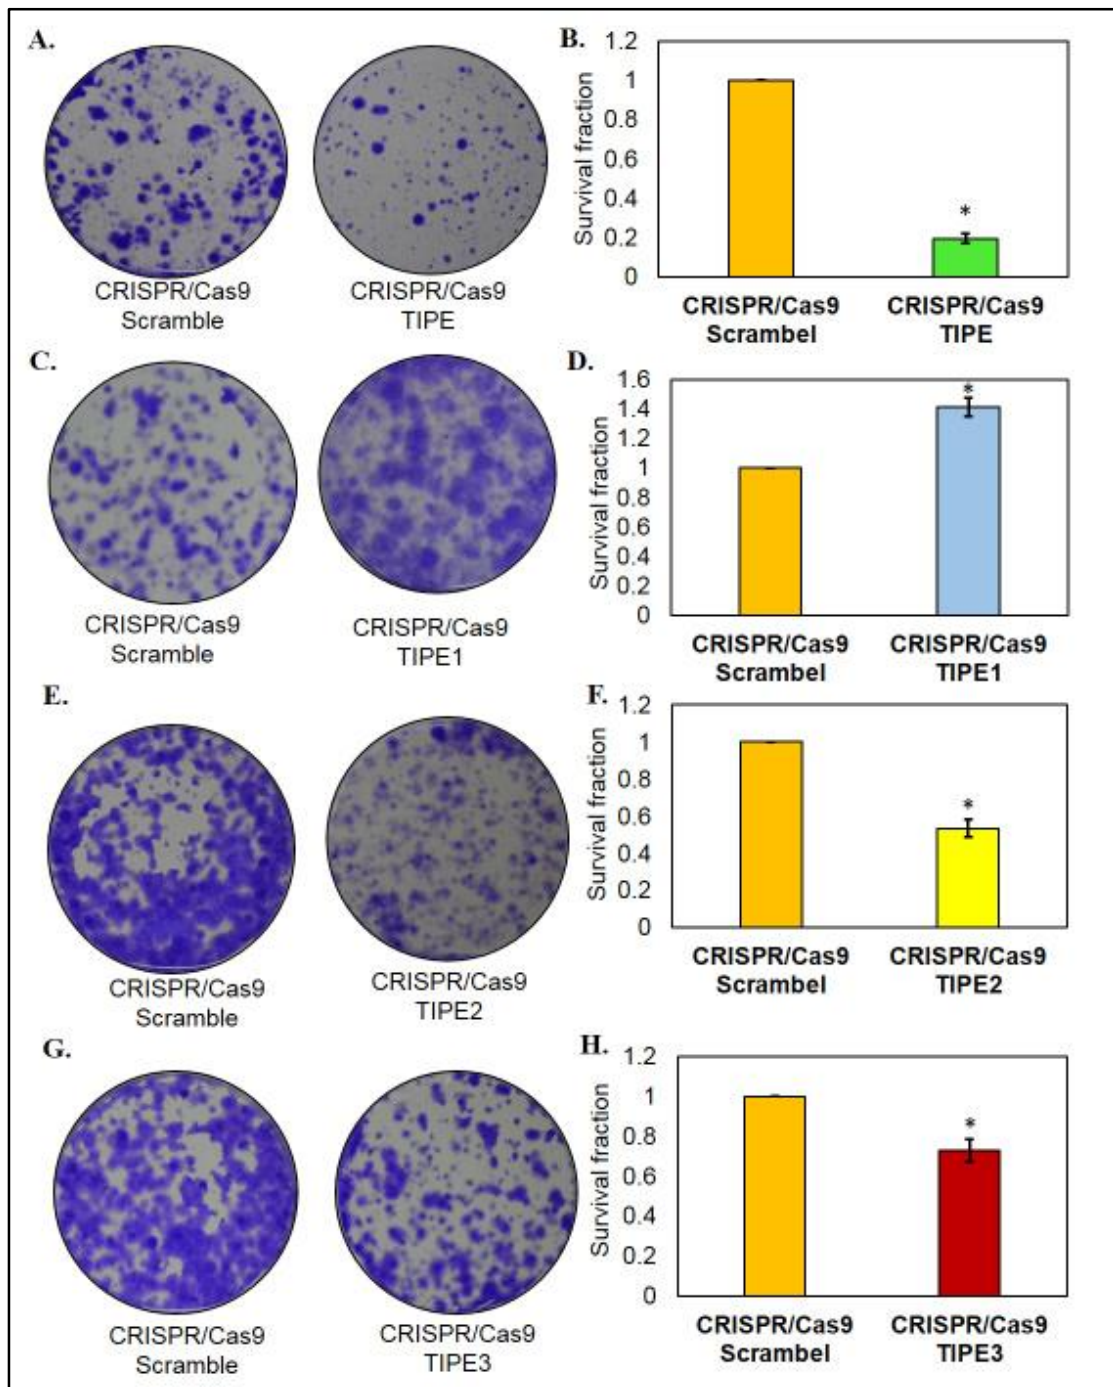 A.
CRISPR/Cas9
Scramble
CRISPR/Cas9
TIPE
B.
Survival fraction
1.2
1
0.8
0.6
0.4
0.2
0
*
CRISPR/Cas9
Scrambel
CRISPR/Cas9
TIPE
C.
CRISPR/Cas9
Scramble
CRISPR/Cas9
TIPE1
D.
Survival fraction
1.6
1.4
1.2
1
0.8
0.6
0.4
0.2
0
*
CRISPR/Cas9
Scrambel
CRISPR/Cas9
TIPE1
E.
CRISPR/Cas9
Scramble
CRISPR/Cas9
TIPE2
F.
Survival fraction
1.2
1
0.8
0.6
0.4
0.2
0
*
CRISPR/Cas9
Scrambel
CRISPR/Cas9
TIPE2
G.
CRISPR/Cas9
Scramble
CRISPR/Cas9
TIPE3
H.
Survival fraction
1.2
1
0.8
0.6
0.4
0.2
0
*
CRISPR/Cas9
Scrambel
CRISPR/Cas9
TIPE3